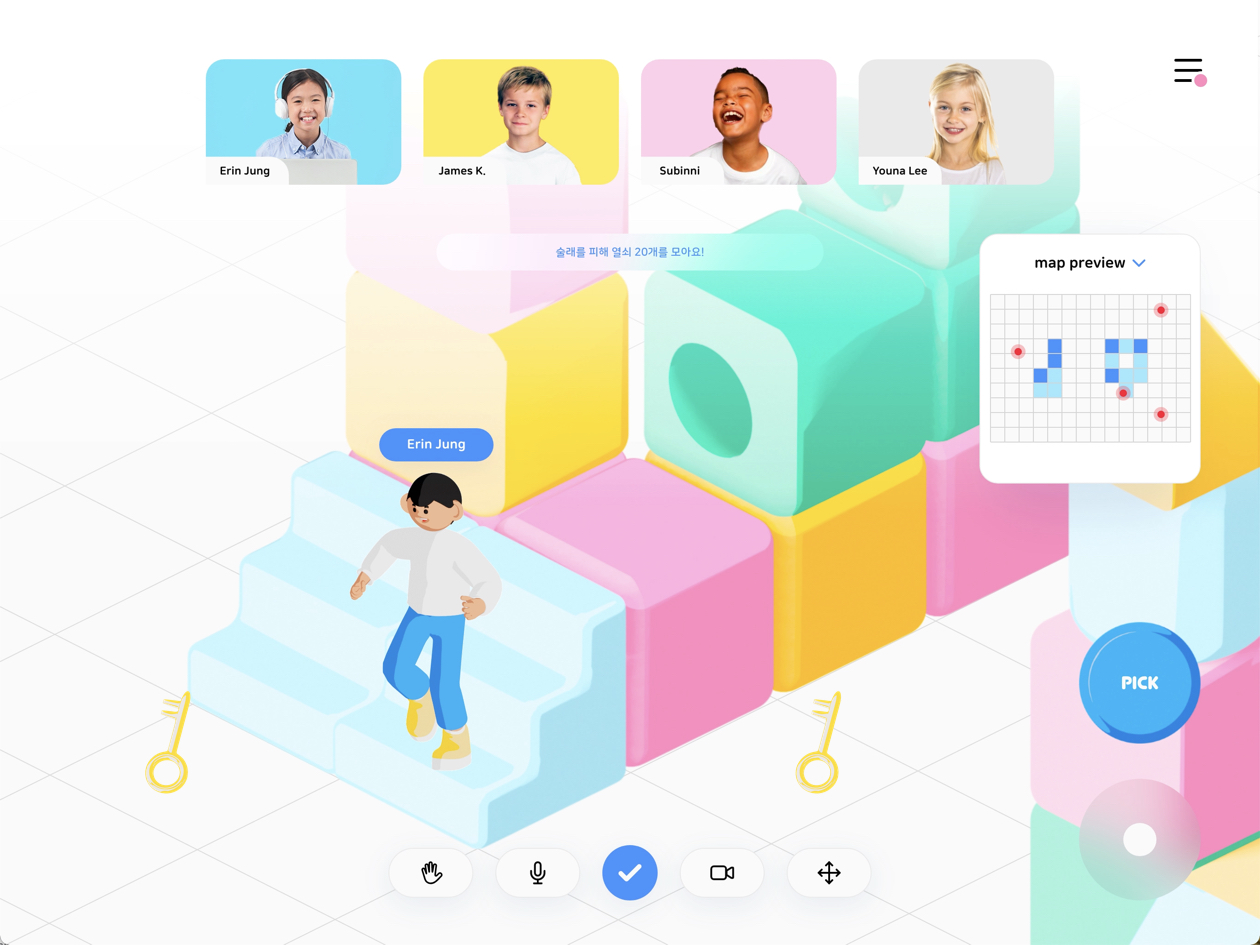 Erin Jung
James K.
Subinni
Youna Lee
술래를 피해 열쇠 20개를 모아요!
map preview
Erin Jung
PICK